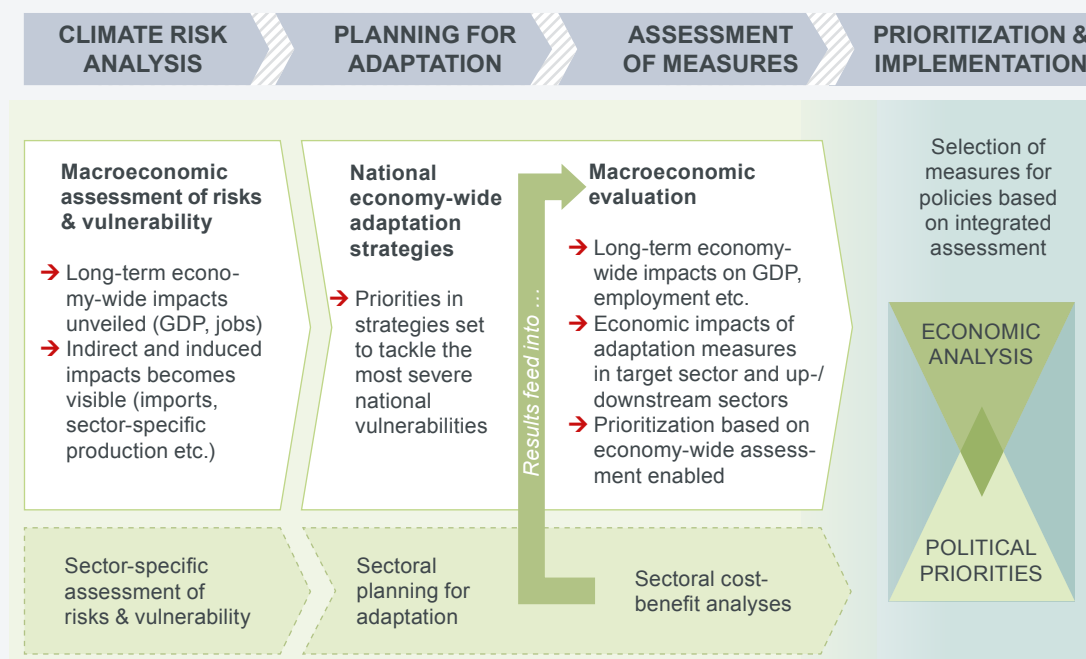 CLIMATE RISK
ANALYSIS
PLANNING FOR
ADAPTATION
ASSESSMENT
OF MEASURES
PRIORITIZATION &
IMPLEMENTATION
Macroeconomic
assessment of risks
& vulnerability
➔ Long-term econo-
my-wide impacts
unveiled (GDP, jobs)
➔ Indirect and induced
impacts becomes
visible (imports,
sector-specific
production etc.)
National
economy-wide
adaptation
strategies
➔ Priorities in
strategies set
to tackle the
most severe
national
vulnerabilities
Results feed into ...
Macroeconomic
evaluation
➔ Long-term economy-
wide impacts on GDP,
employment etc.
➔ Economic impacts of
adaptation measures
in target sector and up-/
downstream sectors
➔ Prioritization based on
economy-wide assess-
ment enabled
Selection of
measures for
policies based
on integrated
assessment
ECONOMIC
ANALYSIS
POLITICAL
PRIORITIES
Sector-specific
assessment of
risks & vulnerability
Sectoral
planning for
adaptation
Sectoral cost-
benefit analyses